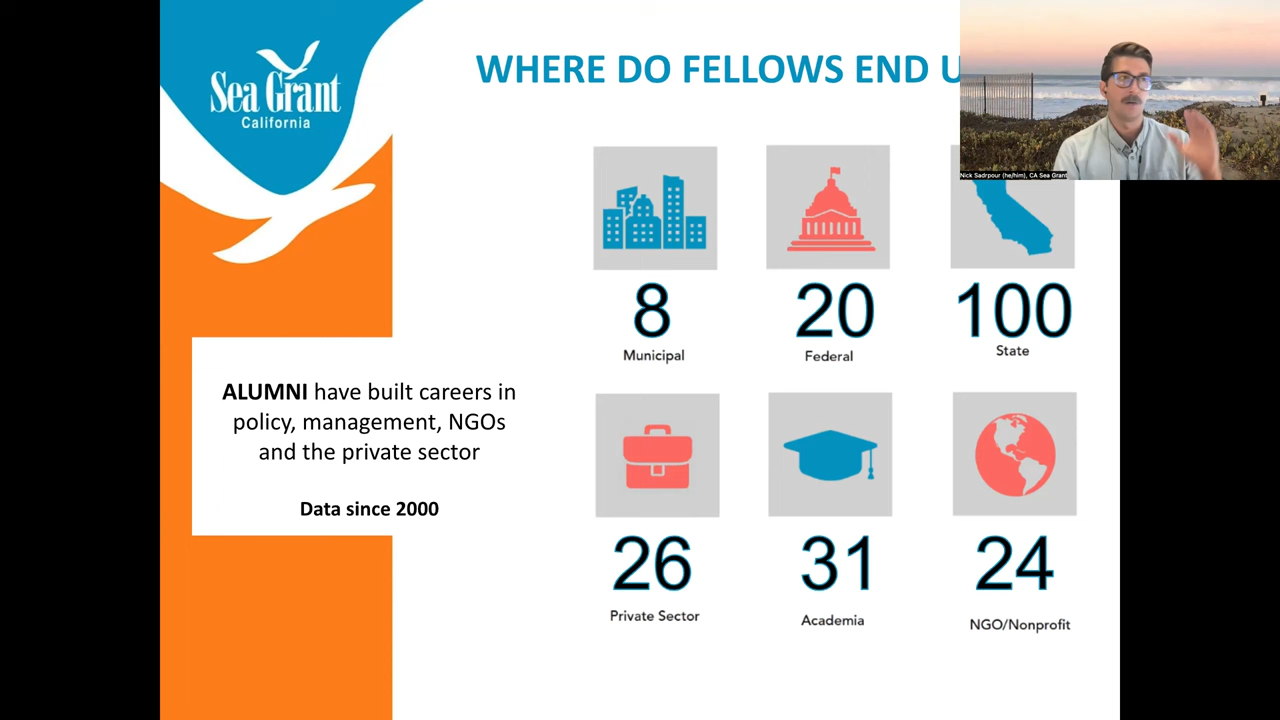 Sea Grant
California
WHERE DO FELLOWS END U
Nick Sadrpour (he/him), CA Sea Grant
8
20
100
Municipal
Federal
State
ALUMNI have built careers in
policy, management, NGOs
and the private sector
Data since 2000
26
31
24
Private Sector
Academia
NGO/Nonprofit